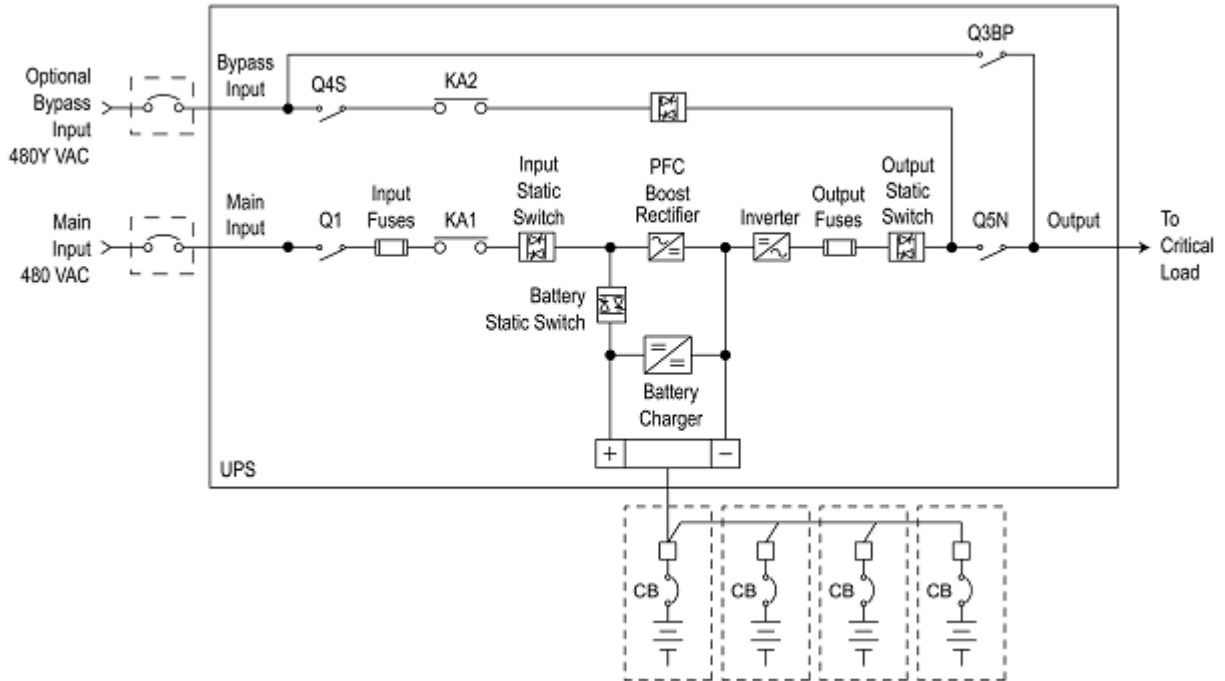 Optional
Bypass
Input
480Y VAC
Bypass
Input
Q4S
KA2
Q3BP
Main
Input
480 VAC
Main
Input
Q1
Input
Fuses
KA1
Input
Static
Switch
PFC
Boost
Rectifier
Inverter
Output
Fuses
Output
Static
Switch
Q5N
Output
To
Critical
Load
Battery
Static Switch
Battery
Charger
+
−
UPS
CB
CB
CB
CB